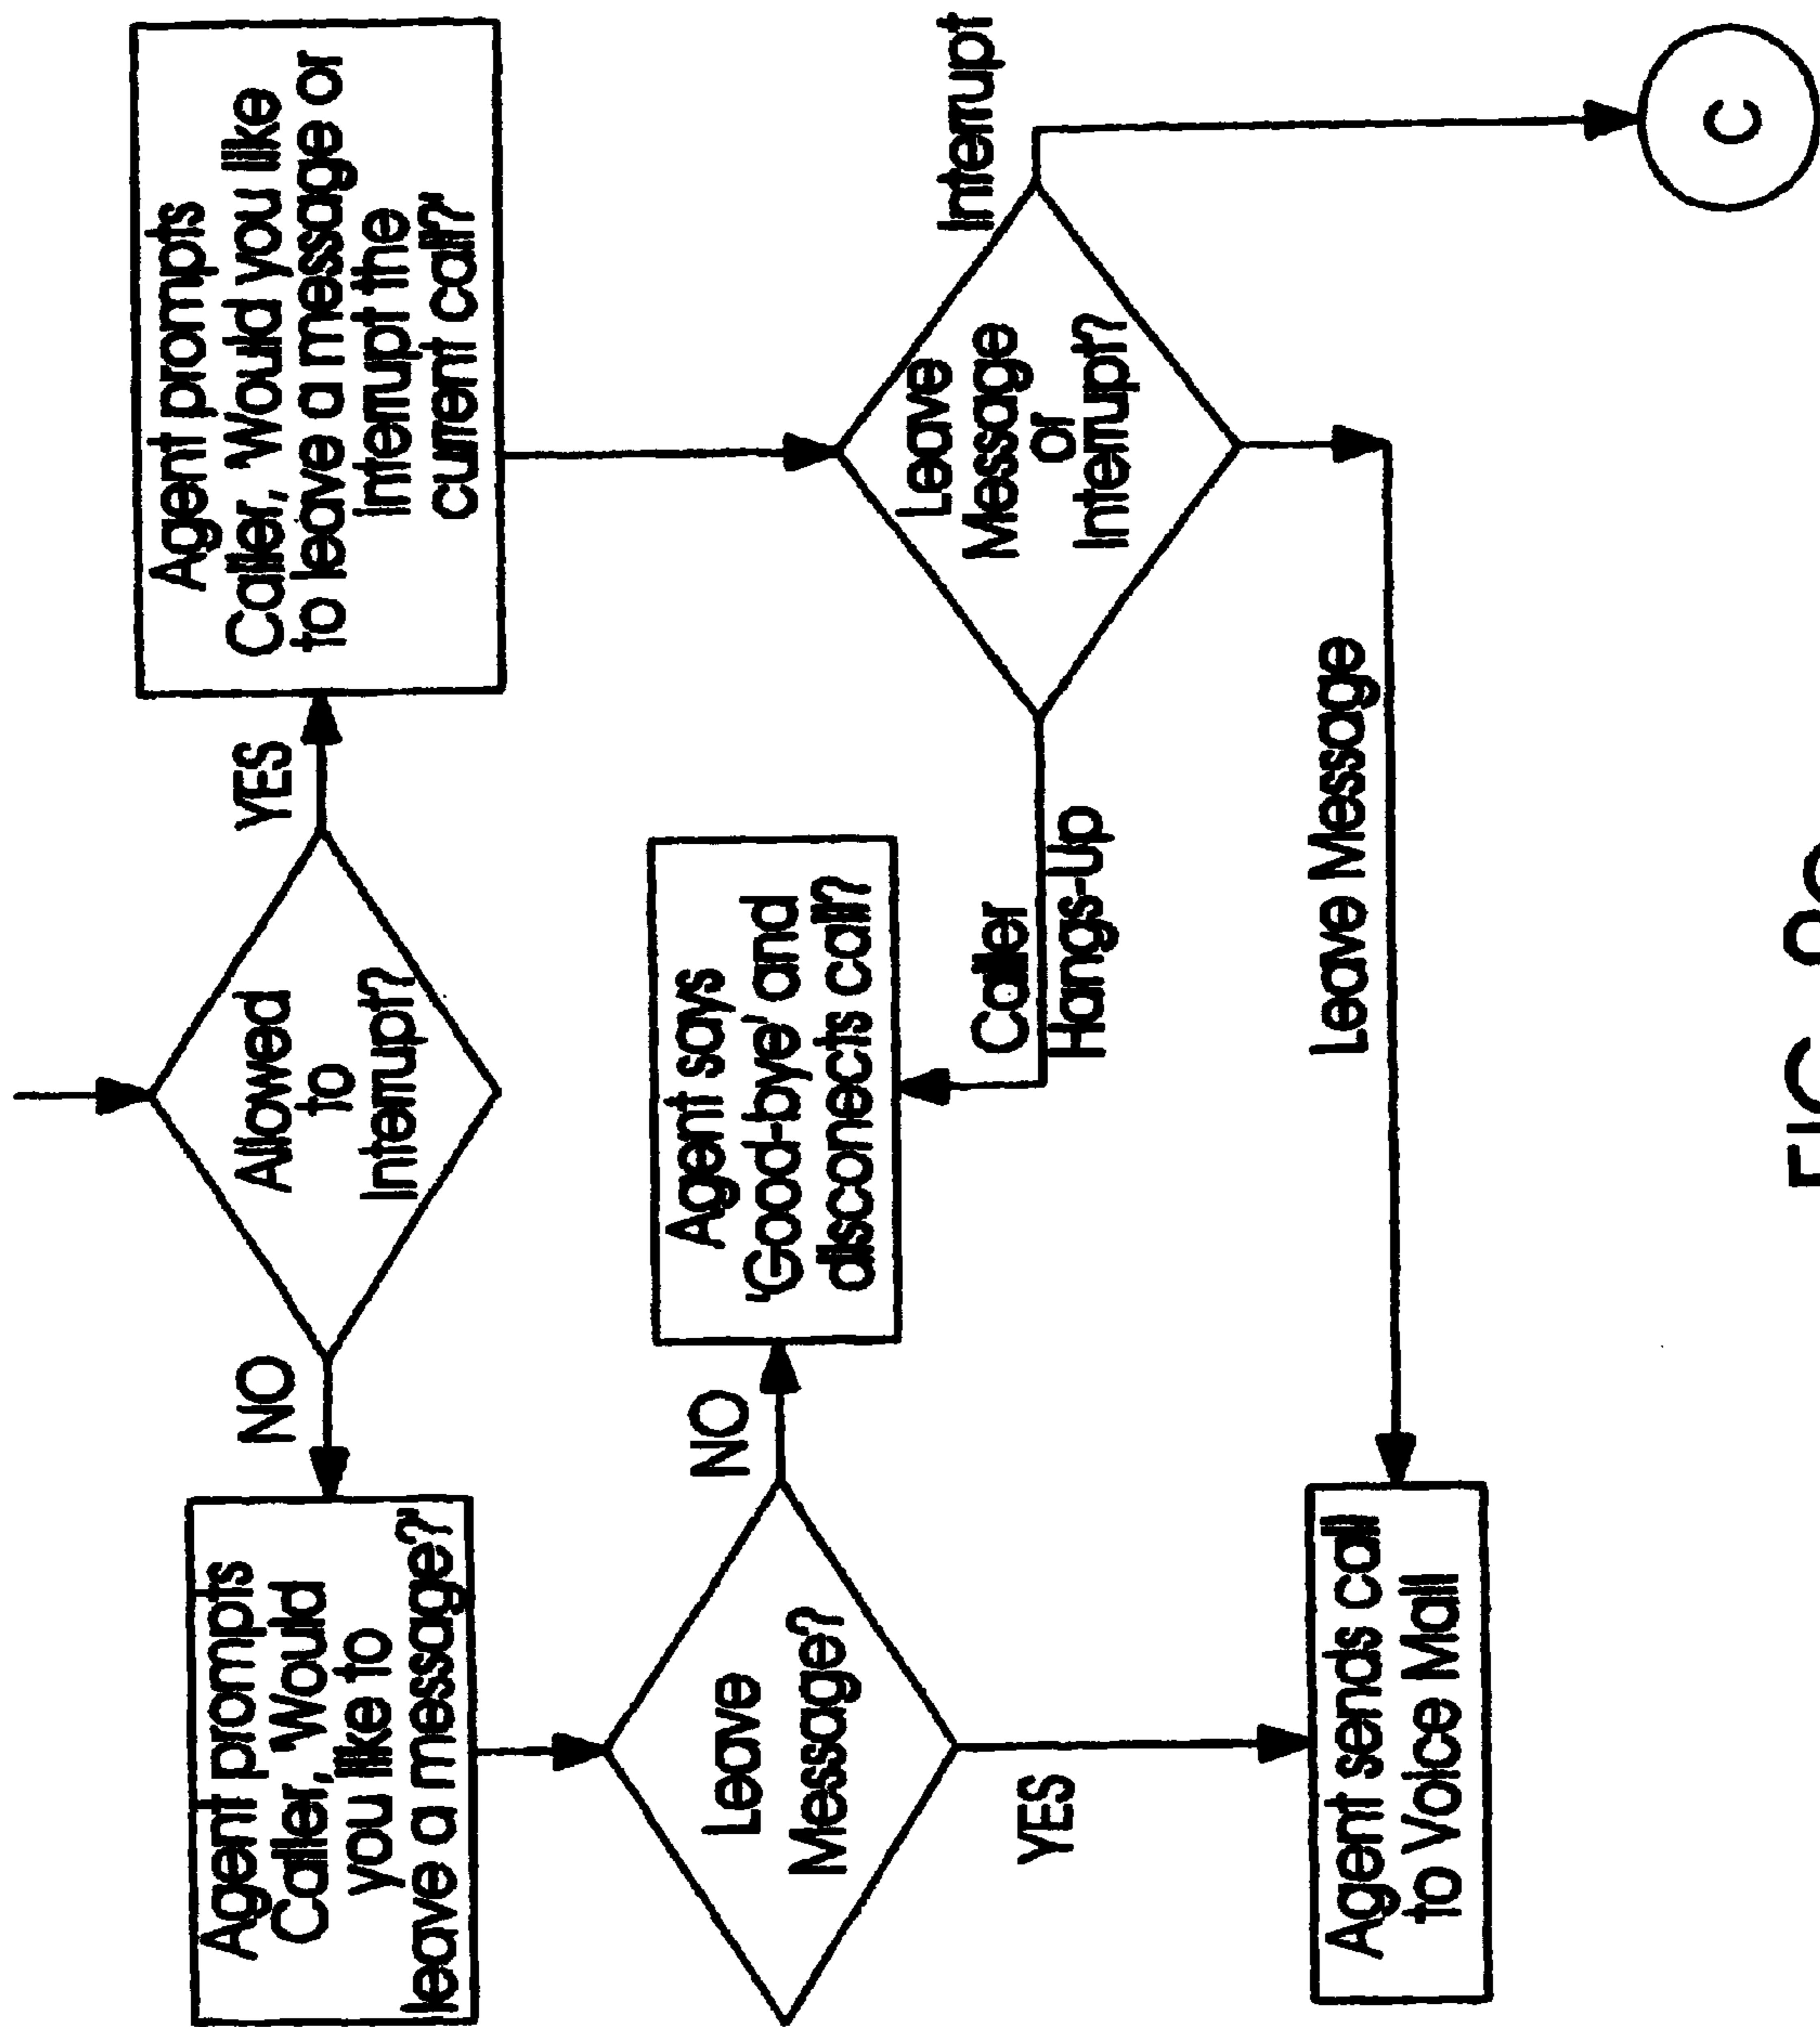 Allowed
to
Interrupt?
NO
YES
Agent prompts
Caller, 'Would
you like to
leave a message?'
Agent prompts
Caller, 'Would you like
to leave a message or
Interrupt the
current call?'
Leave
Message?
NO
YES
Agent says
'Good-bye' and
disconnects call?
Caller
Hangs-Up
Leave
Message
or
Interrupt?
Interrupt
Leave Message
Agent sends call
to Voice Mail
C